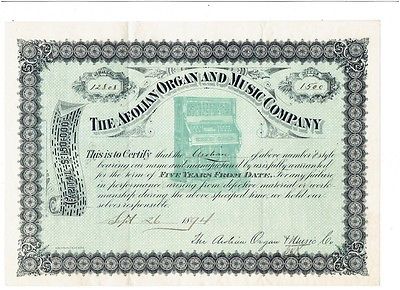 NUMBER
12808
STYLE
1500
THE AEOLIAN ORGAN AND MUSIC COMPANY
This is to Certify that the Aeolian of above number & style
bearing our name and manufactured by us is fully warranted
for the term of FIVE YEARS FROM DATE. For any failure
in performance, arising from defective material or work-
manship during the above specified time, we hold our-
selves responsible.
Sept 26 1894
The Aeolian Organ & Music Co.